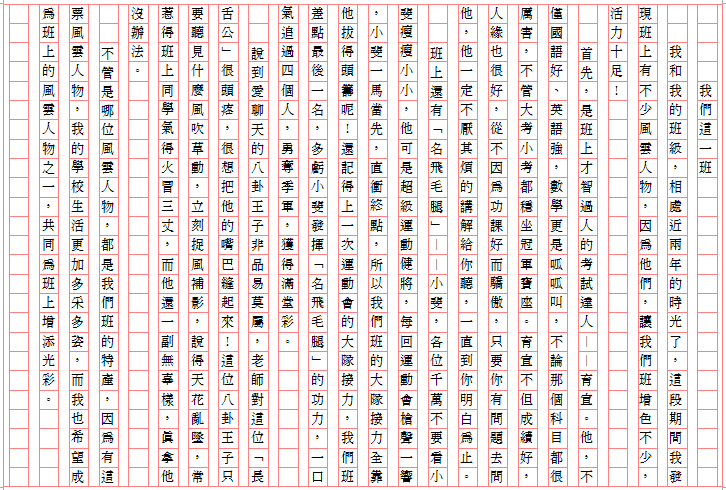 我們這一班
我和我的班級，相處近兩年的時光了，這段期間我發
現班上有不少風雲人物，因為他們，讓我們班增色不少，
活力十足！
首先，是班上才智過人的考試達人——育宣。他，不
僅國語好、英語強，數學更是呱呱叫，不論那個科目都很
厲害，不管大考小考都穩坐冠軍寶座。育宣不但成績好，
人緣也很好，從不因為功課好而驕傲，只要你有問題去問
他，他一定不厭其煩的講解給你聽，一直到你明白為止。
班上還有「名飛毛腿」——小斐，各位千萬不要看小
斐瘦瘦小小，他可是超級運動健將，每回運動會槍聲一響
，小斐一馬當先，直衝終點，所以我們班的大隊接力全靠
他拔得頭籌呢！還記得上一次運動會的大隊接力，我們班
差點最後一名，多虧小斐發揮「名飛毛腿」的功力，一口
氣追過四個人，勇奪季軍，獲得滿堂彩。
說到愛聊天的八卦王子非品易莫屬，老師對這位「長
舌公」很頭疼，很想把他的嘴巴縫起來！這位八卦王子只
要聽見什麼風吹草動，立刻捉風捕影，說得天花亂墜，常
惹得班上同學氣得火冒三丈，而他還一副無辜樣，真拿他
沒辦法。
不管是哪位風雲人物，都是我們班的特產，因為有這
票風雲人物，我的學校生活更加多采多姿，而我也希望成
為班上的風雲人物之一，共同為班上增添光彩。